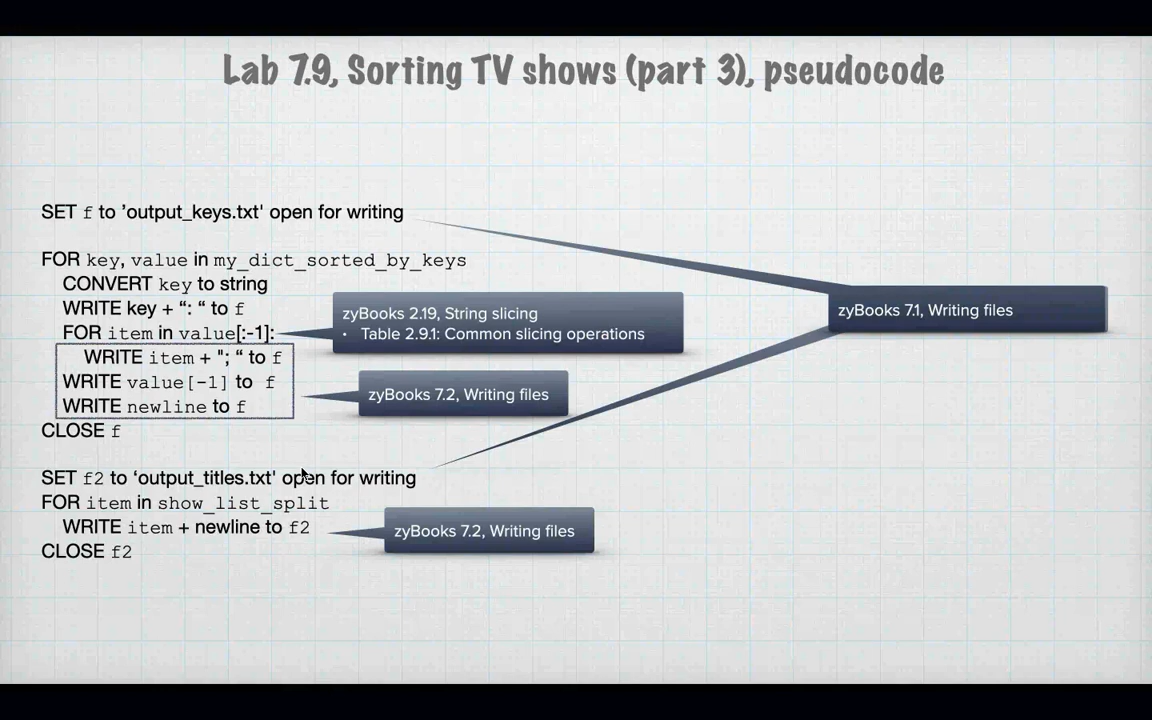 Lab 7.9, Sorting TV shows (part 3), pseudocode
SET f to ’output_keys.txt' open for writing
FOR key, value in my_dict_sorted_by_keys
CONVERT key to string
WRITE key + “: “ to f
FOR item in value[:-1]:
WRITE item + "; “ to f
WRITE value[-1] to f
WRITE newline to f
CLOSE f
SET f2 to ‘output_titles.txt' open for writing
FOR item in show_list_split
WRITE item + newline to f2
CLOSE f2
zyBooks 2.19, String slicing
• Table 2.9.1: Common slicing operations
zyBooks 7.2, Writing files
zyBooks 7.2, Writing files
zyBooks 7.1, Writing files